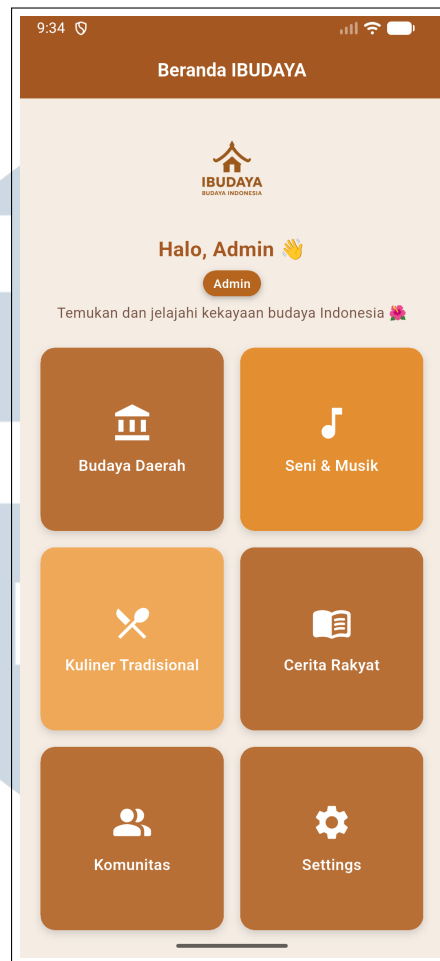 9:34
Beranda IBUDAYA
IBUDAYA
BUDAYA INDONESIA
Halo, Admin 👋
Admin
Temukan dan jelajahi kekayaan budaya Indonesia 🌺
Budaya Daerah
Seni & Musik
Kuliner Tradisional
Cerita Rakyat
Komunitas
Settings